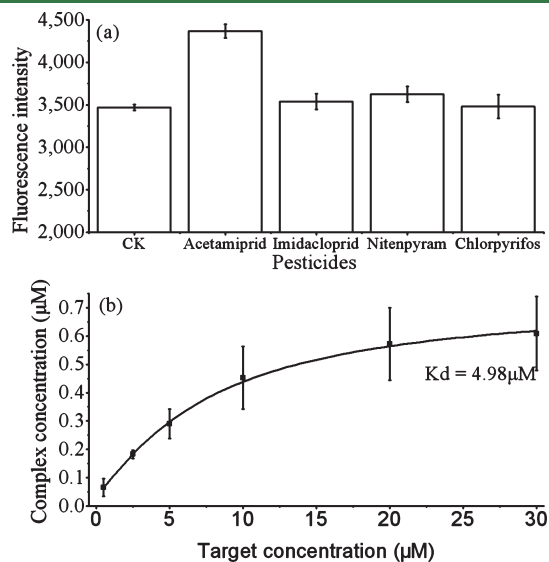 (a)
Fluorescence intensity
4,500
4,000
3,500
3,000
2,500
2,000
CK Acetamiprid Imidacloprid Nitenpyram Chlorpyrifos
Pesticides
(b)
Complex concentration (µM)
0.7
0.6
0.5
0.4
0.3
0.2
0.1
0.0
Kd = 4.98µM
0 5 10 15 20 25 30
Target concentration (µM)